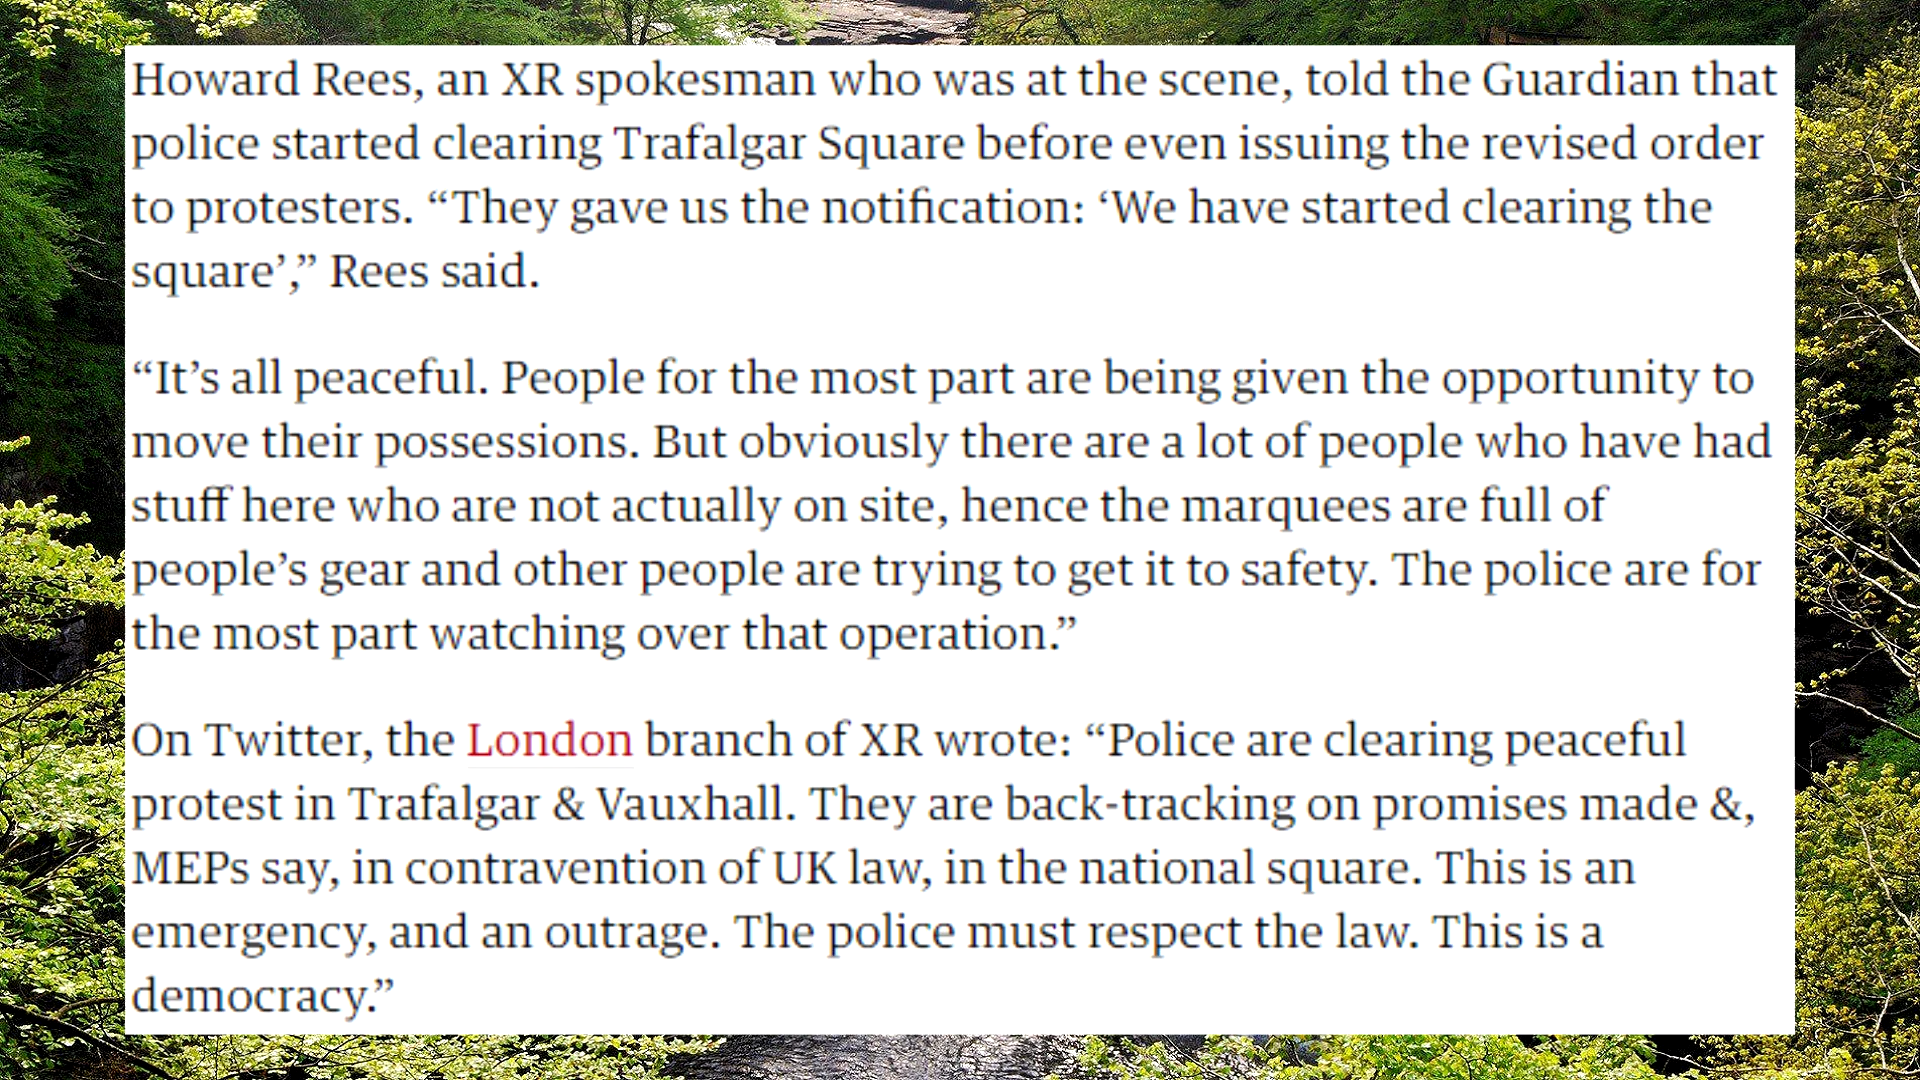 Howard Rees, an XR spokesman who was at the scene, told the Guardian that
police started clearing Trafalgar Square before even issuing the revised order
to protesters. “They gave us the notification: ‘We have started clearing the
square’,” Rees said.
“It’s all peaceful. People for the most part are being given the opportunity to
move their possessions. But obviously there are a lot of people who have had
stuff here who are not actually on site, hence the marquees are full of
people’s gear and other people are trying to get it to safety. The police are for
the most part watching over that operation.”
On Twitter, the London branch of XR wrote: “Police are clearing peaceful
protest in Trafalgar & Vauxhall. They are back-tracking on promises made &,
MEPs say, in contravention of UK law, in the national square. This is an
emergency, and an outrage. The police must respect the law. This is a
democracy.”